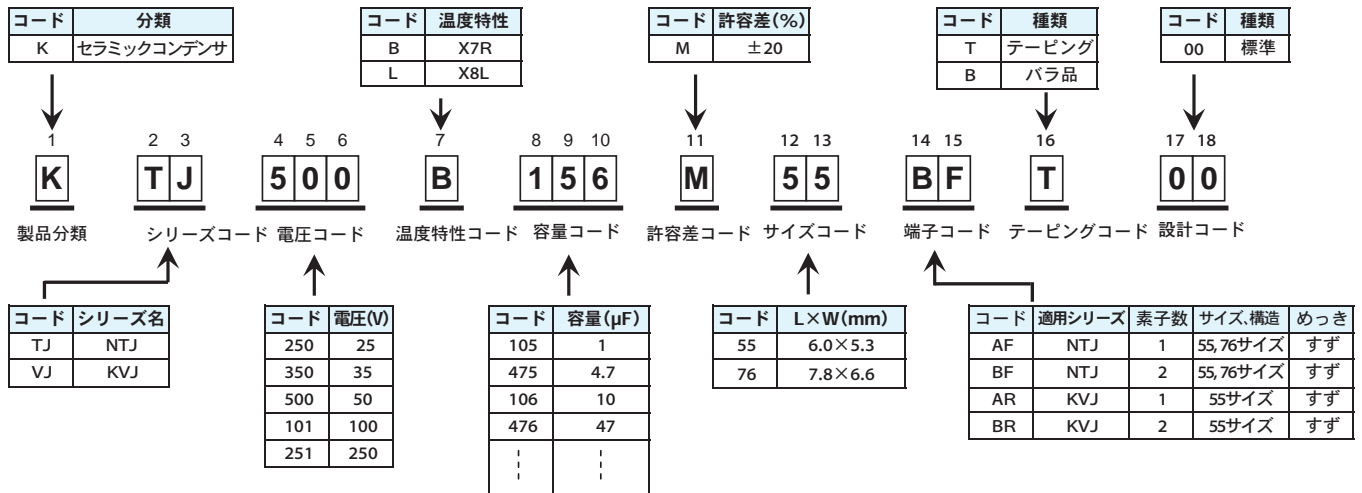 コード 分類
K セラミックコンデンサ
コード 温度特性
B X7R
L X8L
コード 許容差(%)
M ±20
コード 種類
T テーピング
B バラ品
コード 種類
00 標準
1 2 3 4 5 6 7 8 9 10 11 12 13 14 15 16 17 18
K T J 5 0 0 B 1 5 6 M 5 5 B F T 0 0
製品分類 シリーズコード 電圧コード 温度特性コード 容量コード 許容差コード サイズコード 端子コード テーピングコード 設計コード
コード シリーズ名
TJ NTJ
VJ KVJ
コード 電圧(V)
250 25
350 35
500 50
101 100
251 250
コード 容量(μF)
105 1
475 4.7
106 10
476 47
コード L×W(mm)
55 6.0×5.3
76 7.8×6.6
コード 適用シリーズ 素子数 サイズ、構造 めっき
AF NTJ 1 55,76サイズ すず
BF NTJ 2 55,76サイズ すず
AR KVJ 1 55サイズ すず
BR KVJ 2 55サイズ すず